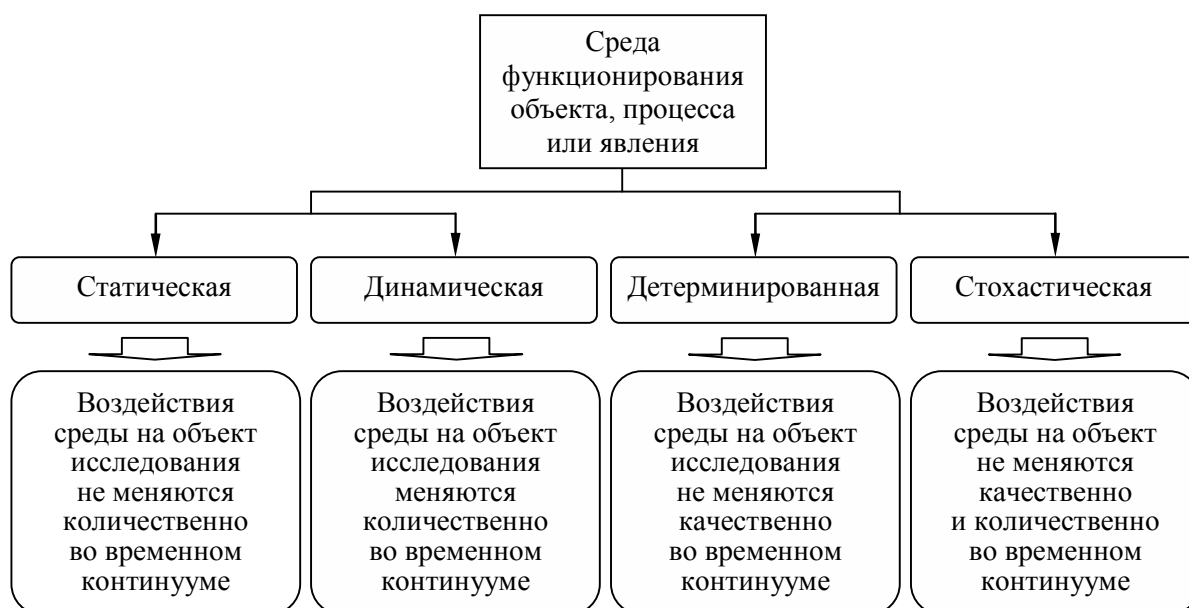 Среда
функционирования
объекта, процесса
или явления
Статическая
Динамическая
Детерминированная
Стохастическая
Воздействия
среды на объект
исследования
не меняются
количественно
во временном
континууме
Воздействия
среды на объект
исследования
меняются
количественно
во временном
континууме
Воздействия
среды на объект
исследования
не меняются
качественно
во временном
континууме
Воздействия
среды на объект
не меняются
качественно
и количественно
во временном
континууме